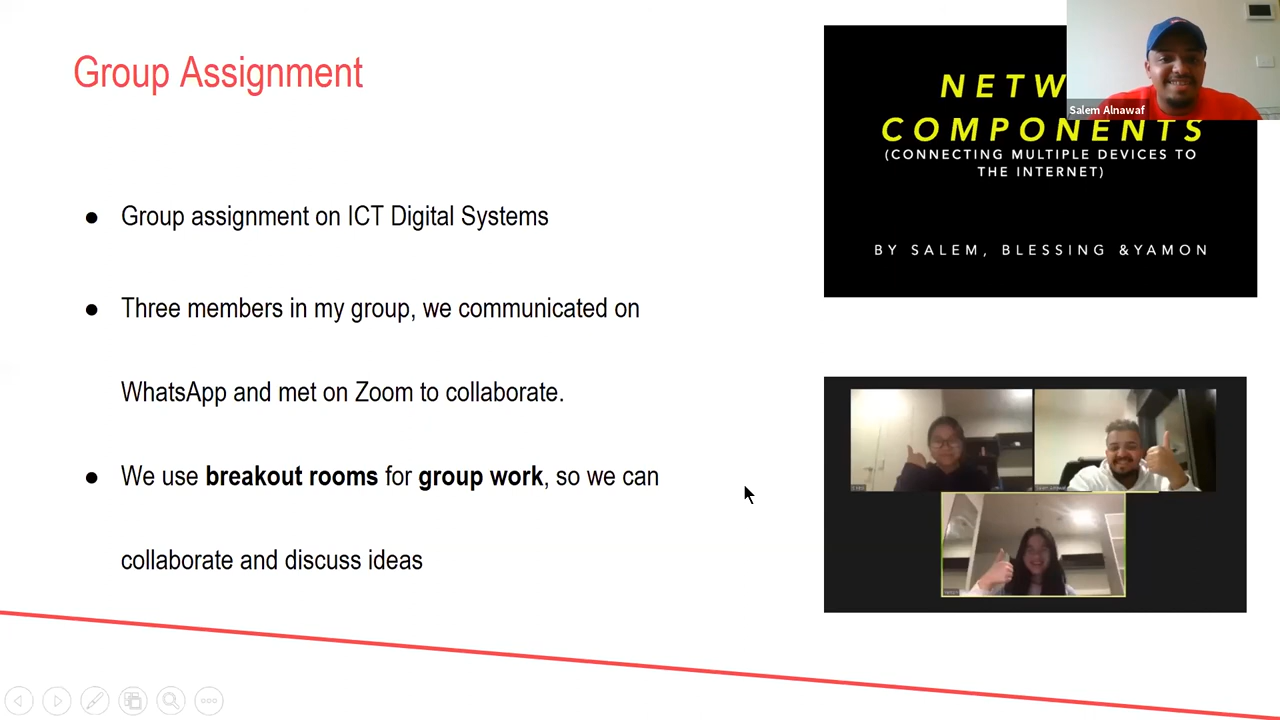 Group Assignment
● Group assignment on ICT Digital Systems
● Three members in my group, we communicated on
WhatsApp and met on Zoom to collaborate.
● We use breakout rooms for group work, so we can
collaborate and discuss ideas
NETW
COMPONENTS
(CONNECTING MULTIPLE DEVICES TO
THE INTERNET)
BY SALEM, BLESSING &YAMON
Salem Alnawaf